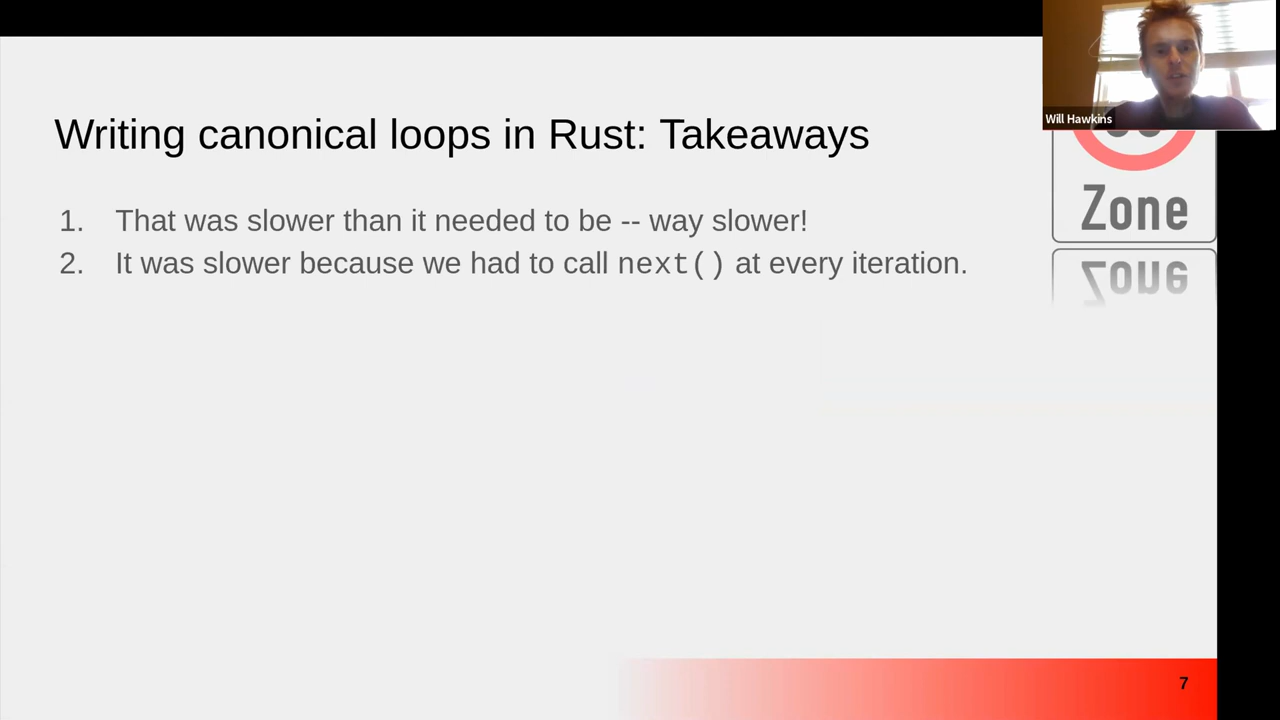 Will Hawkins
Writing canonical loops in Rust: Takeaways
Zone
1. That was slower than it needed to be -- way slower!
2. It was slower because we had to call next() at every iteration.
7